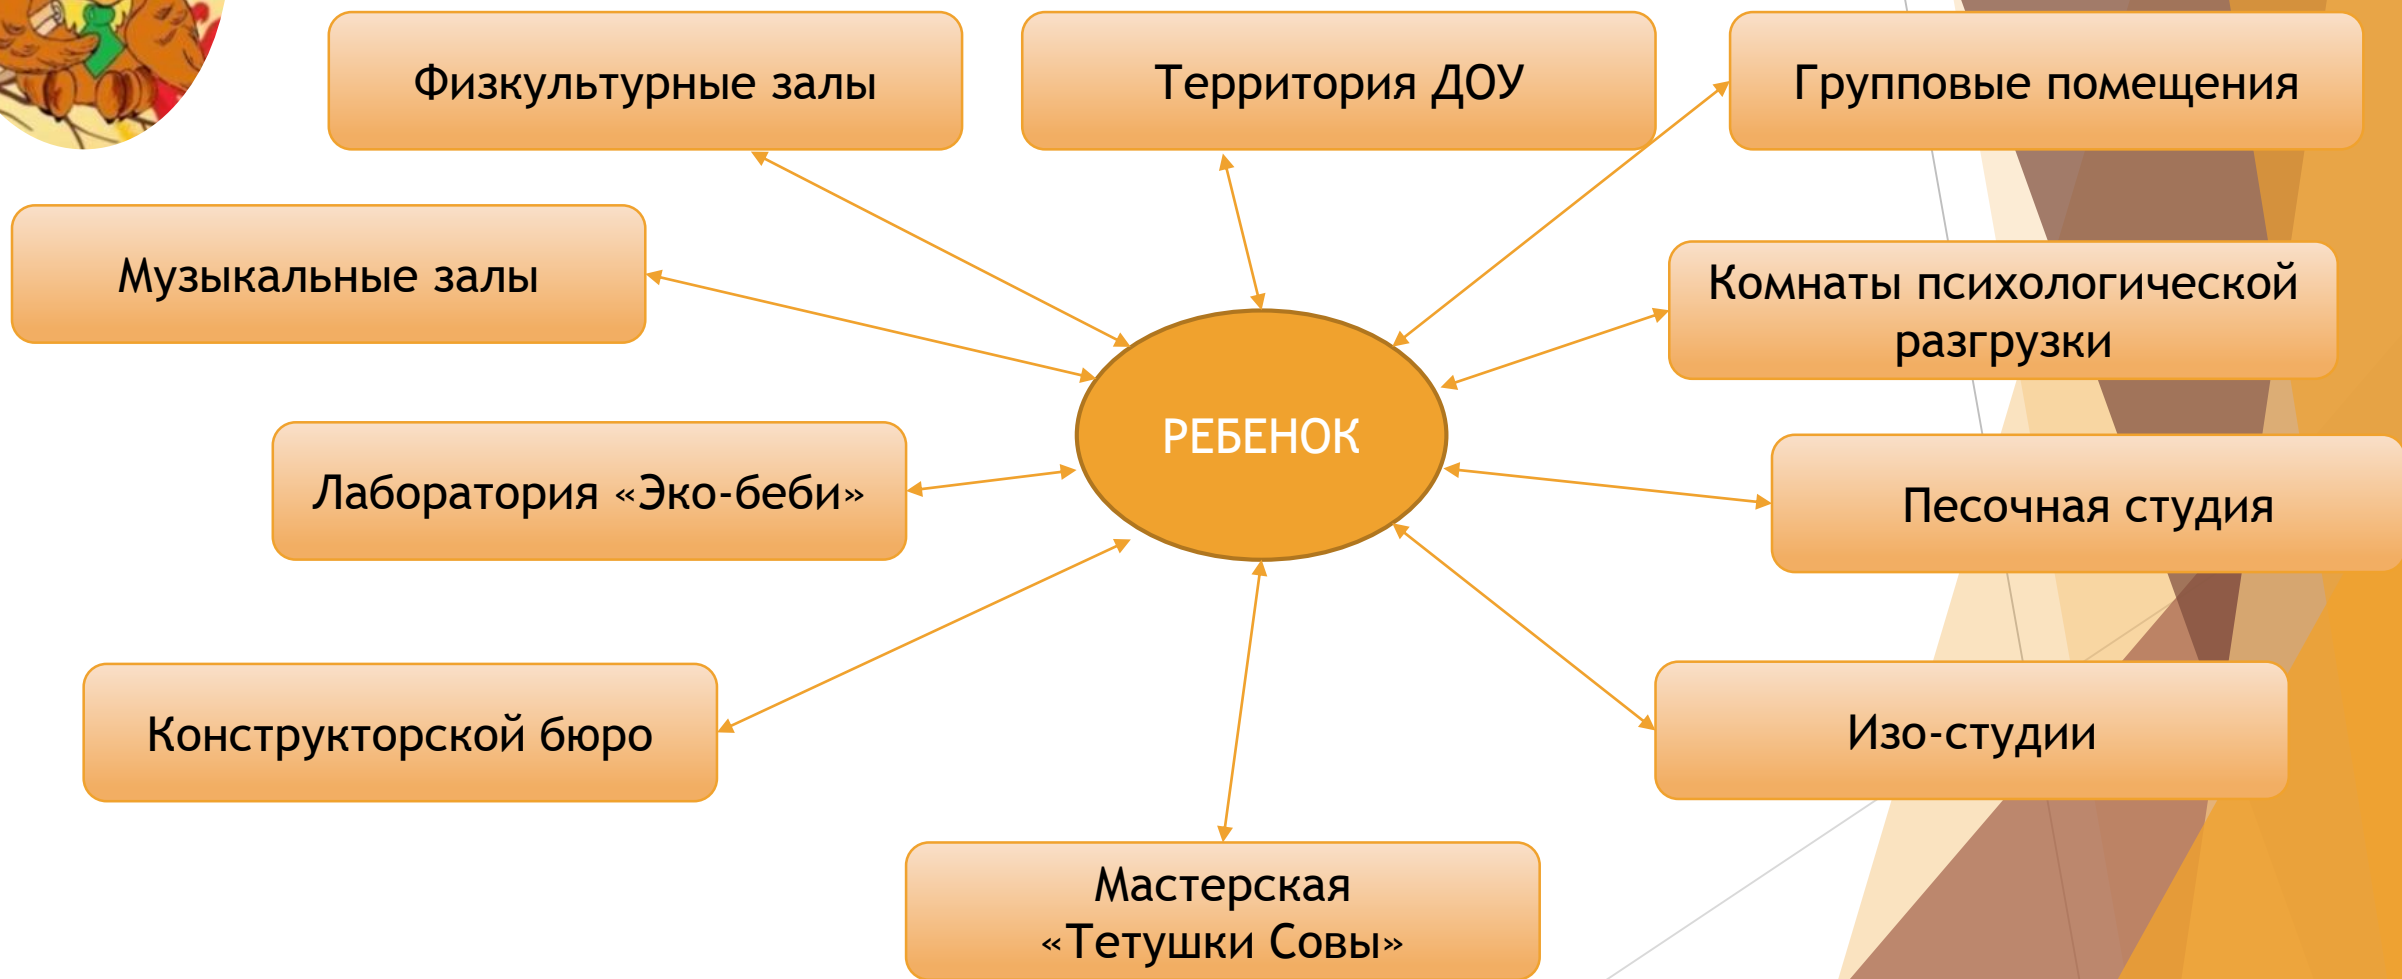 Физкультурные залы
Территория ДОУ
Групповые помещения
Музыкальные залы
Комнаты психологической
разгрузки
РЕБЕНОК
Лаборатория «Эко-беби»
Песочная студия
Конструкторской бюро
Изо-студии
Мастерская
«Тетушки Совы»